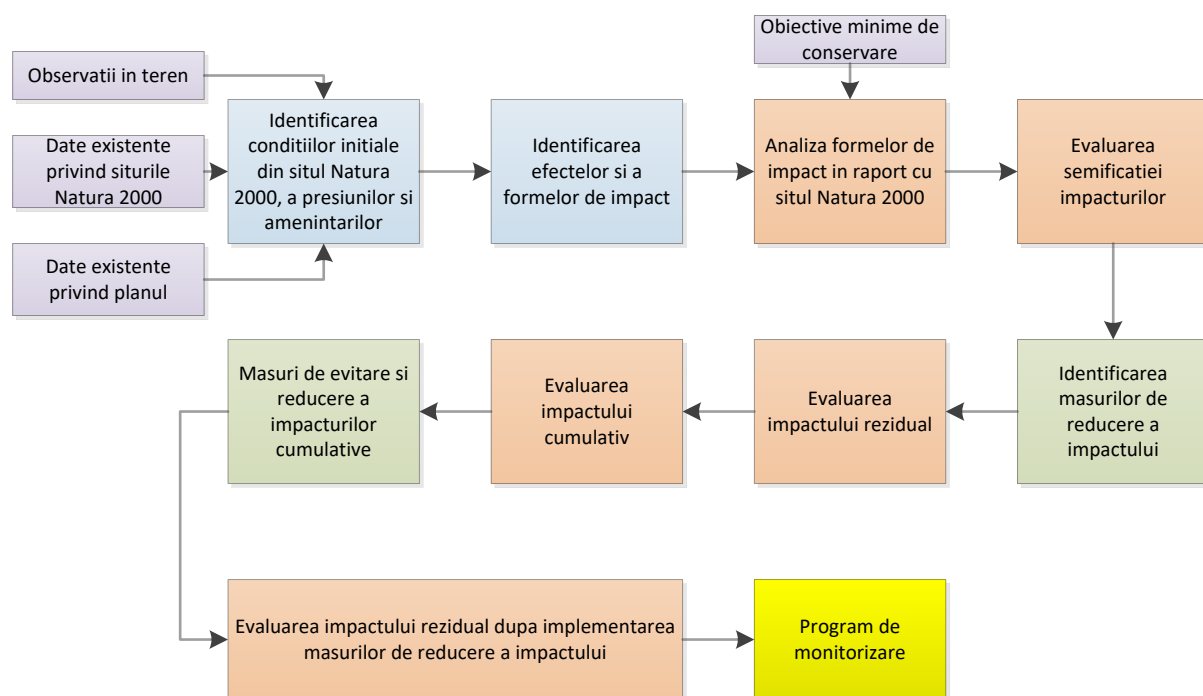 Obiective minime de
conservare
Observatii in teren
Date existente
privind siturile
Natura 2000
Date existente
privind planul
Identificarea
conditiilor initiale
din situl Natura
2000, a presiunilor si
amenintarilor
Identificarea
efectelor si a
formelor de impact
Analiza formelor de
impact in raport cu
situl Natura 2000
Evaluarea
semificatiei
impacturilor
Identificarea
masurilor de
reducere a
impactului
Evaluarea
impactului rezidual
Evaluarea
impactului
cumulativ
Masuri de evitare si
reducere a
impacturilor
cumulative
Evaluarea impactului rezidual dupa implementarea
masurilor de reducere a impactului
Program de
monitorizare